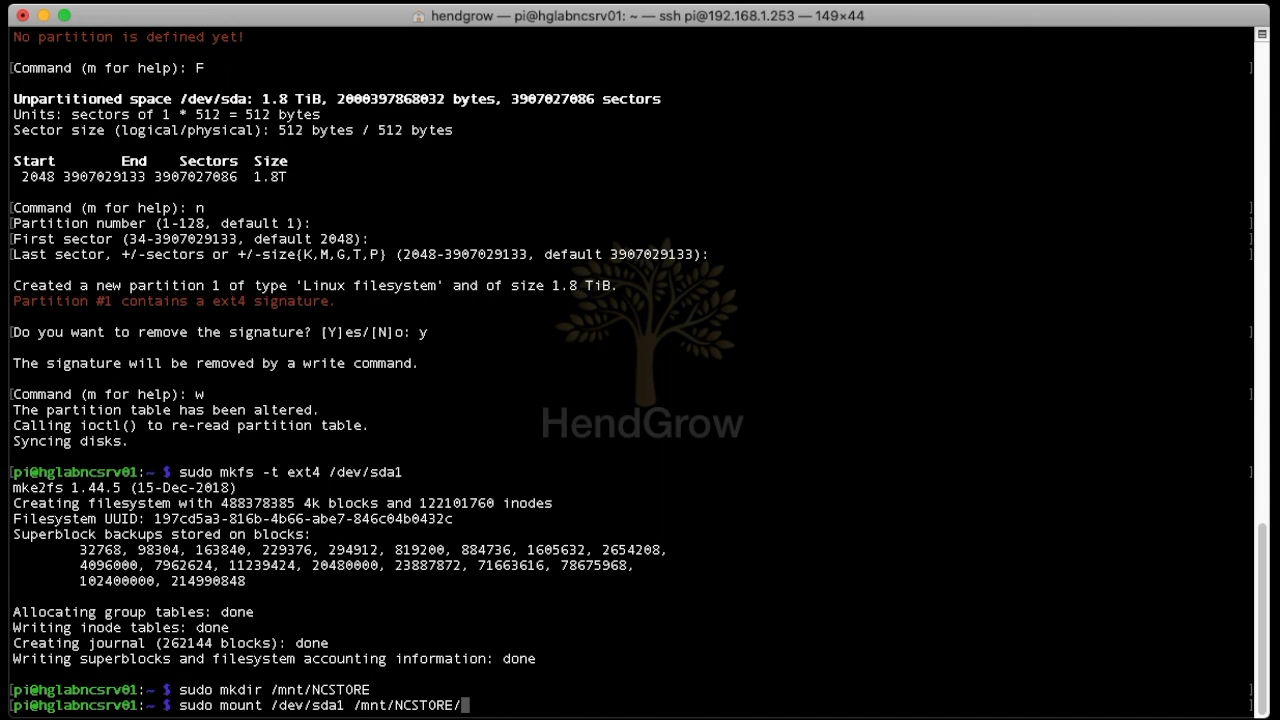 hendgrow — pi@hglabncsrv01: ~ — ssh pi@192.168.1.253 — 149×44
No partition is defined yet!
[Command (m for help): F ]
Unpartitioned space /dev/sda: 1.8 TiB, 2000397868032 bytes, 3907027086 sectors
Units: sectors of 1 * 512 = 512 bytes
Sector size (logical/physical): 512 bytes / 512 bytes
Start End Sectors Size
2048 3907029133 3907027086 1.8T
[Command (m for help): n ]
[Partition number (1-128, default 1): ]
[First sector (34-3907029133, default 2048): ]
[Last sector, +/-sectors or +/-size{K,M,G,T,P} (2048-3907029133, default 3907029133): ]
Created a new partition 1 of type 'Linux filesystem' and of size 1.8 TiB.
Partition #1 contains a ext4 signature.
[Do you want to remove the signature? [Y]es/[N]o: y ]
The signature will be removed by a write command.
[Command (m for help): w ]
The partition table has been altered.
Calling ioctl() to re-read partition table.
Syncing disks.
HendGrow
[pi@hglabncsrv01:~ $ sudo mkfs -t ext4 /dev/sda1 ]
mke2fs 1.44.5 (15-Dec-2018)
Creating filesystem with 488378385 4k blocks and 122101760 inodes
Filesystem UUID: 197cd5a3-816b-4b66-abe7-846c04b0432c
Superblock backups stored on blocks:
32768, 98304, 163840, 229376, 294912, 819200, 884736, 1605632, 2654208,
4096000, 7962624, 11239424, 20480000, 23887872, 71663616, 78675968,
102400000, 214990848
Allocating group tables: done
Writing inode tables: done
Creating journal (262144 blocks): done
Writing superblocks and filesystem accounting information: done
[pi@hglabncsrv01:~ $ sudo mkdir /mnt/NCSTORE ]
pi@hglabncsrv01:~ $ sudo mount /dev/sda1 /mnt/NCSTORE/